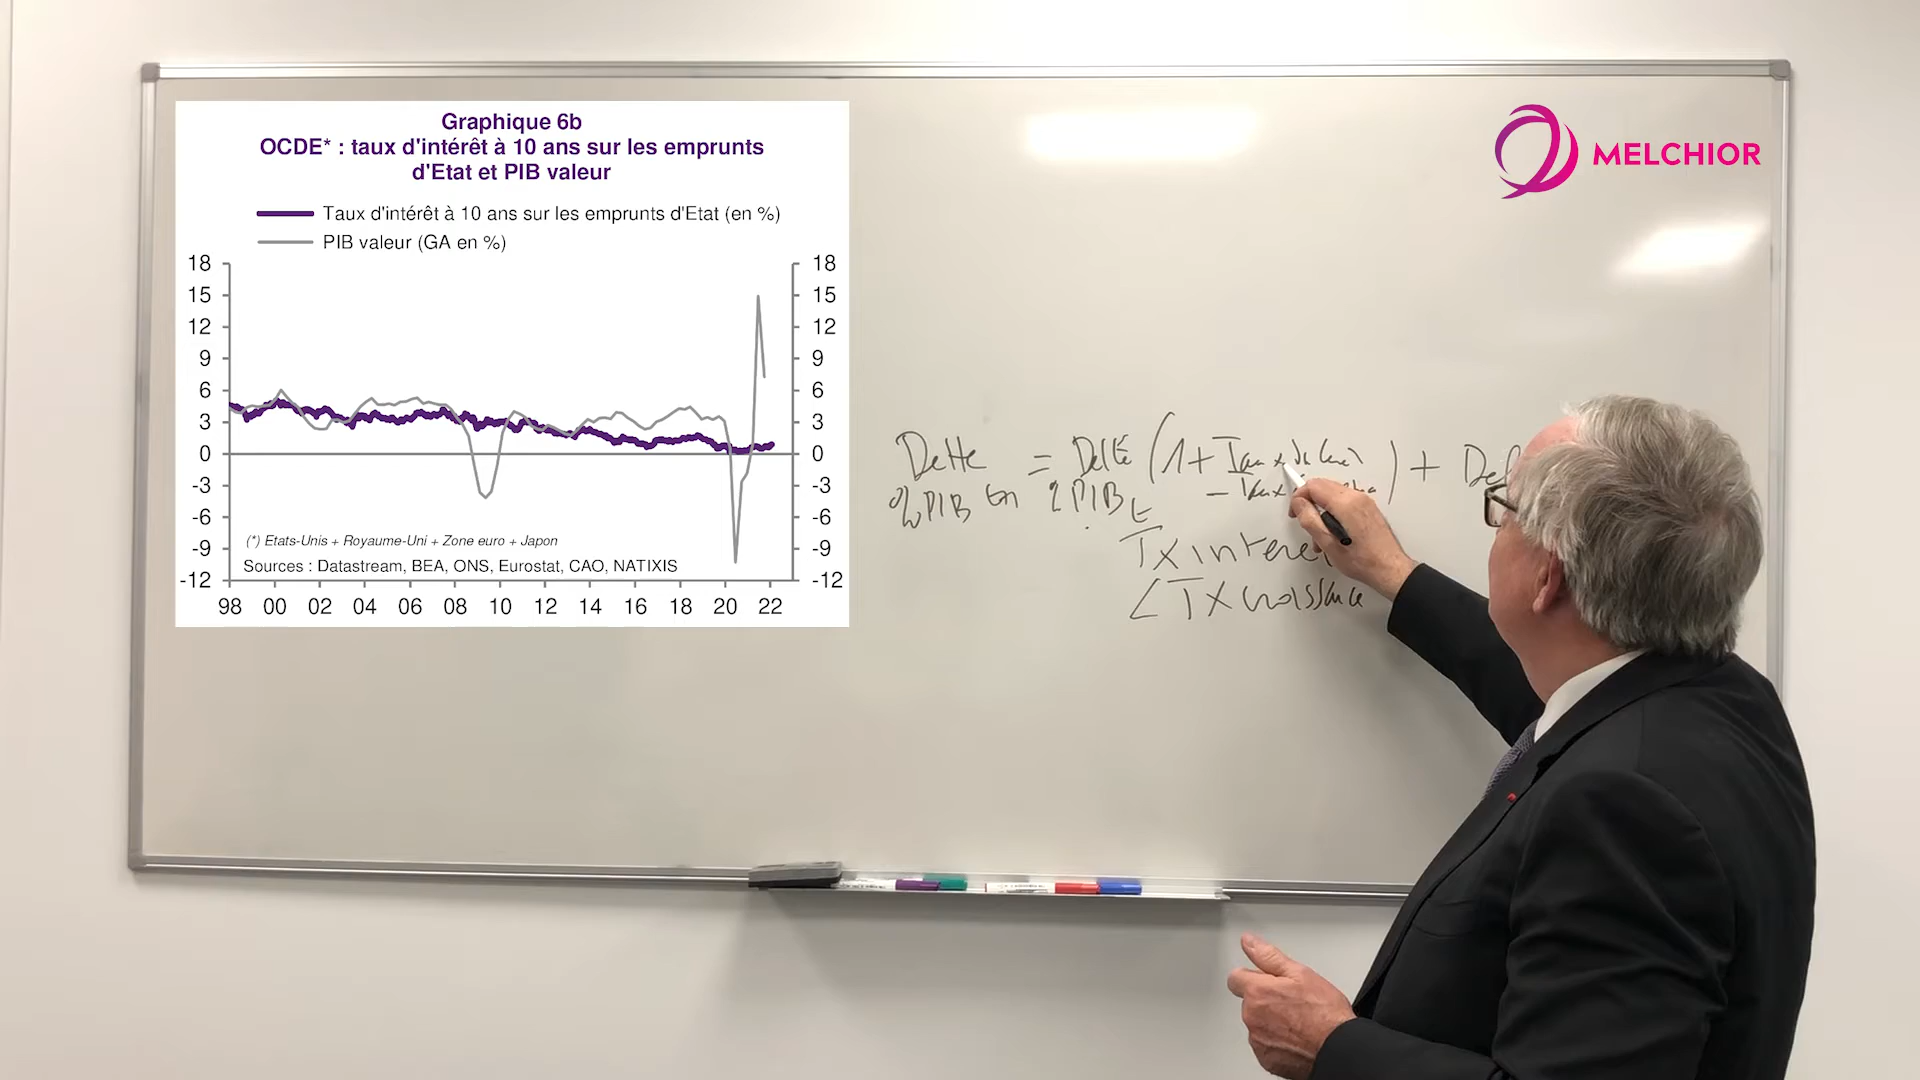 Graphique 6b
OCDE* : taux d'intérêt à 10 ans sur les emprunts
d'Etat et PIB valeur
Taux d'intérêt à 10 ans sur les emprunts d'Etat (en %)
PIB valeur (GA en %)
18 18
15 15
12 12
9 9
6 6
3 3
0 0
-3 -3
-6 -6
-9 -9
-12 -12
(*) Etats-Unis + Royaume-Uni + Zone euro + Japon
Sources : Datastream, BEA, ONS, Eurostat, CAO, NATIXIS
98 00 02 04 06 08 10 12 14 16 18 20 22
MELCHIOR
Dette = Dette (1 + Taux ) + Def
% PIB en % PIB - Taux
Tx intere
< Tx croissance